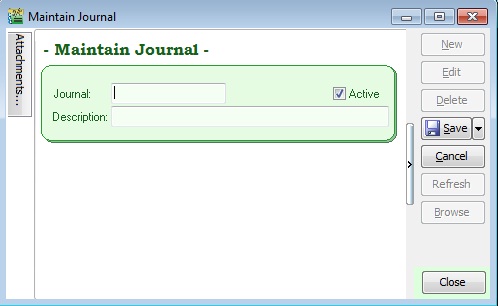 Maintain Journal
Attachments...
- Maintain Journal -
Journal:
Active
Description:
New
Edit
Delete
Save
Cancel
Refresh
Browse
Close